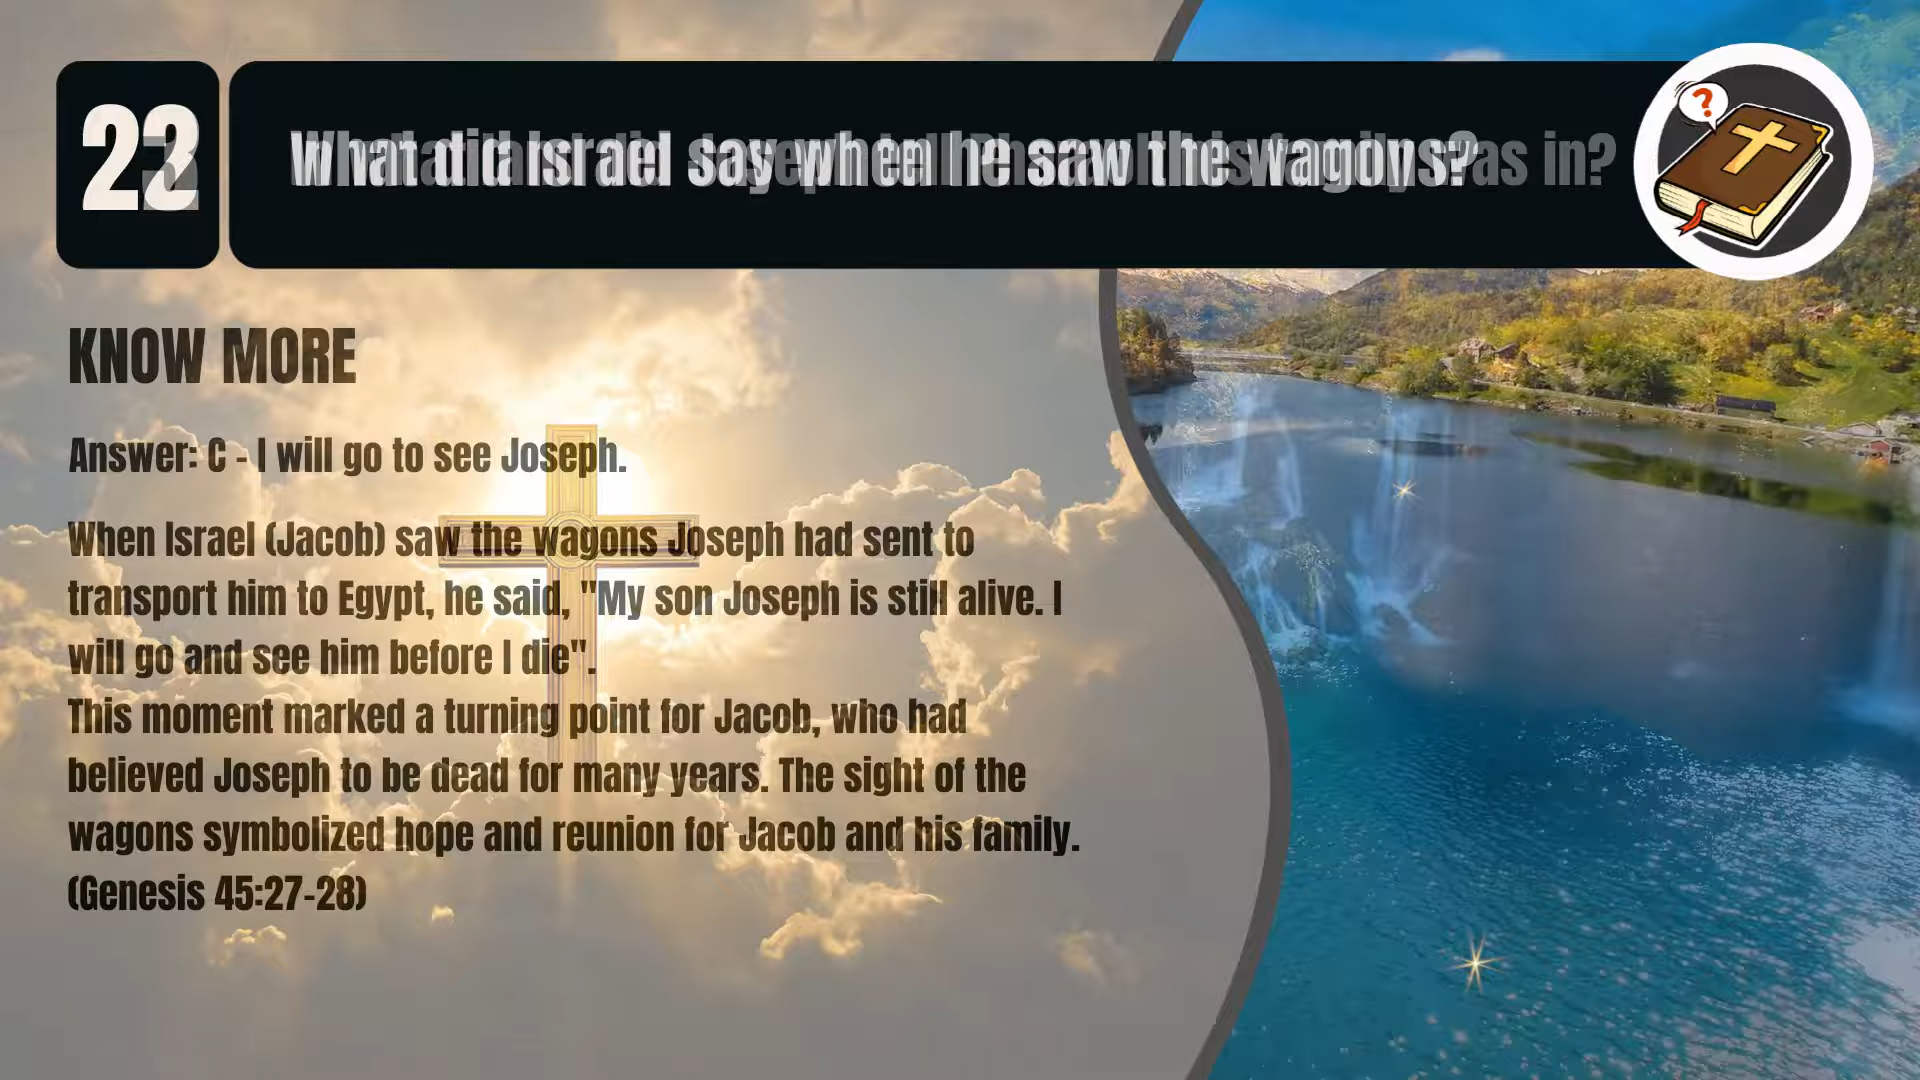 22
What did Israel say when he saw the wagons?
as in?
?
KNOW MORE
Answer: C - I will go to see Joseph.
When Israel (Jacob) saw the wagons Joseph had sent to
transport him to Egypt, he said, "My son Joseph is still alive. I
will go and see him before I die".
This moment marked a turning point for Jacob, who had
believed Joseph to be dead for many years. The sight of the
wagons symbolized hope and reunion for Jacob and his family.
(Genesis 45:27-28)